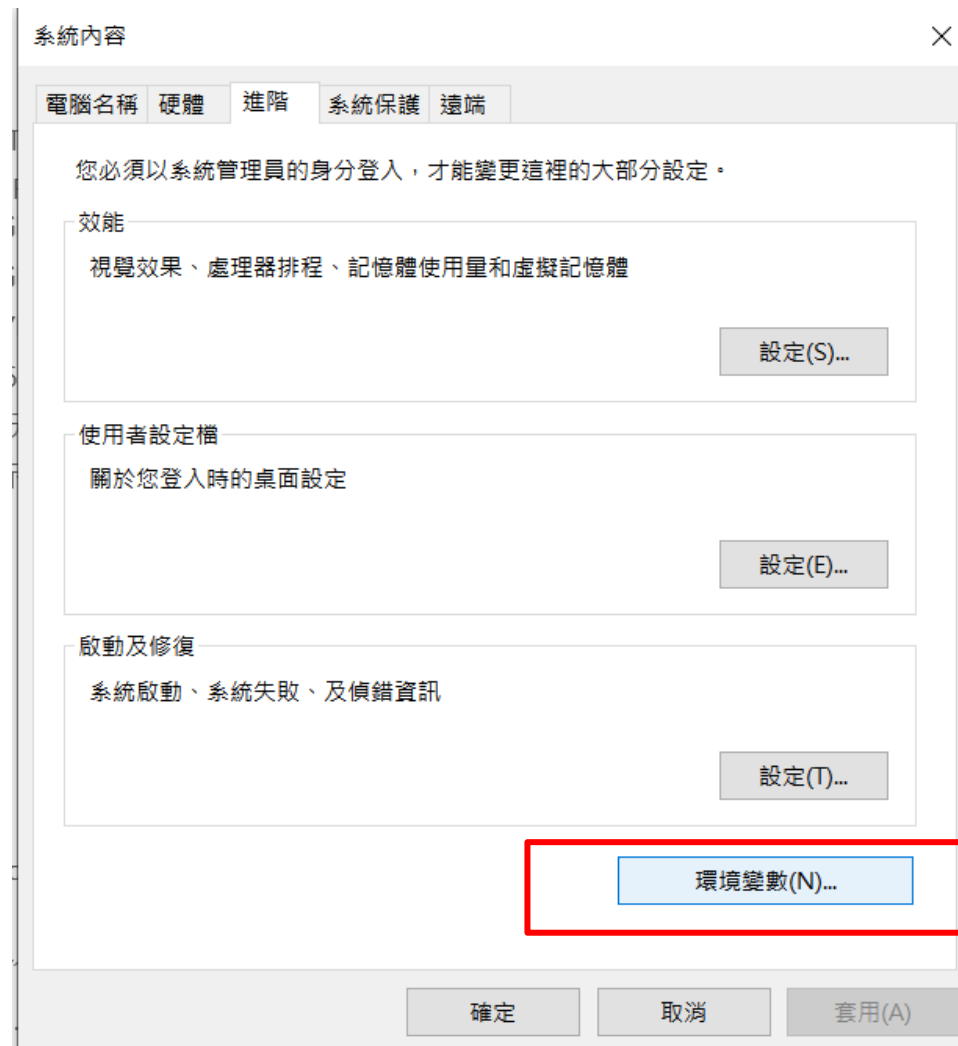 系統內容
電腦名稱 硬體 進階 系統保護 遠端
您必須以系統管理員的身分登入，才能變更這裡的大部分設定。
效能
視覺效果、處理器排程、記憶體使用量和虛擬記憶體
設定(S)...
使用者設定檔
關於您登入時的桌面設定
設定(E)...
啟動及修復
系統啟動、系統失敗、及偵錯資訊
設定(T)...
環境變數(N)...
確定 取消 套用(A)